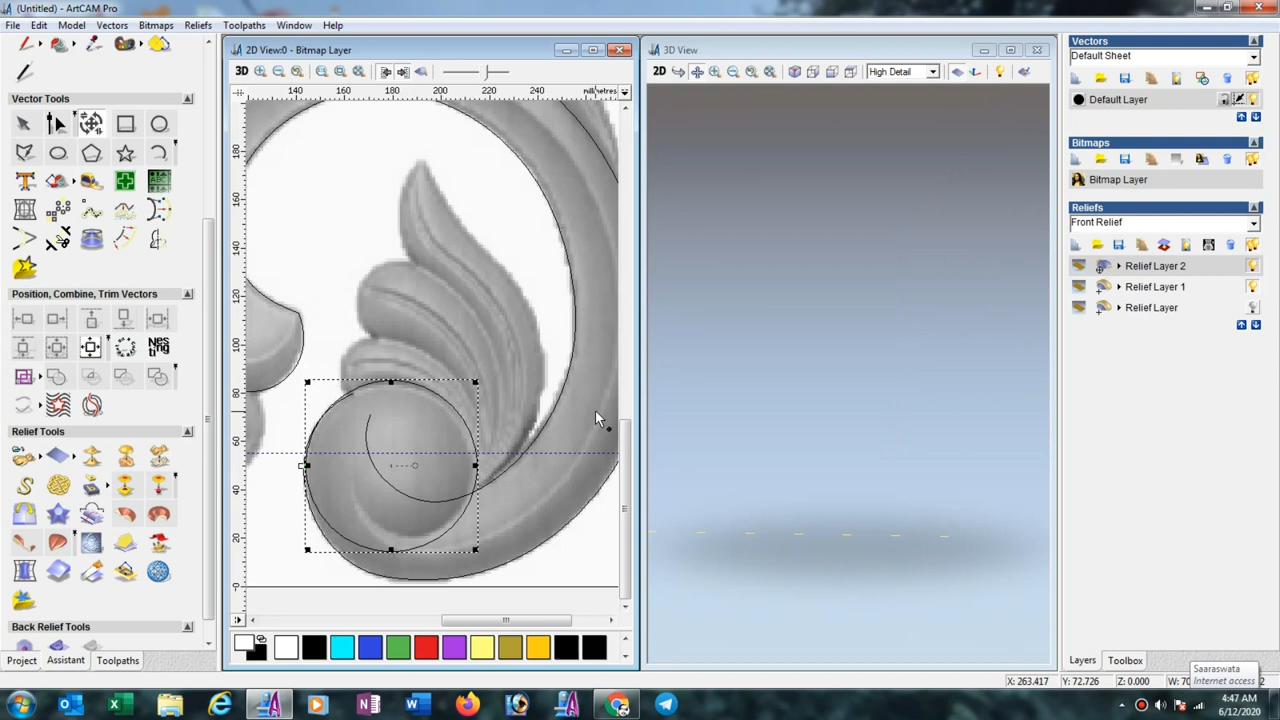 (Untitled) - ArtCAM Pro
File Edit Model Vectors Bitmaps Reliefs Toolpaths Window Help
2D View:0 - Bitmap Layer
3D View
Vectors
Default Sheet
3D
2D
High Detail
Vector Tools
140 160 180 200 220 240 millimetres
Default Layer
180
160
140
120
100
80
60
40
20
0
Bitmaps
Bitmap Layer
Reliefs
Front Relief
Relief Layer 2
Relief Layer 1
Relief Layer
Position, Combine, Trim Vectors
Relief Tools
Back Relief Tools
Project Assistant Toolpaths
Layers Toolbox
Saaraswata
Internet access
X: 263.417 Y: 72.726 Z: 0.000 W: 70
4:47 AM
6/12/2020